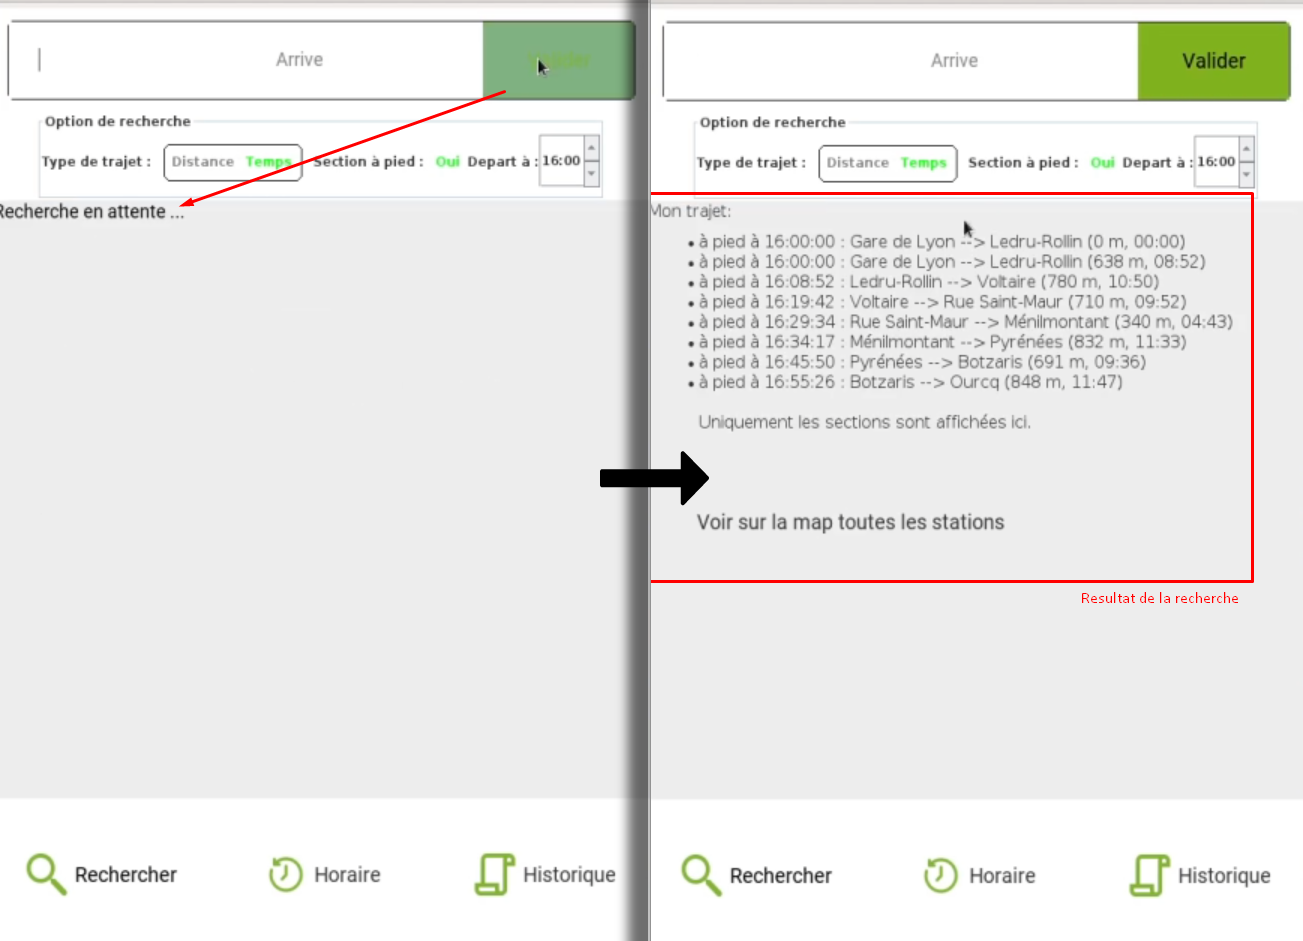 Arrive
Option de recherche
Type de trajet : Distance Temps Section à pied : Oui Depart à : 16:00
Recherche en attente ...
Rechercher Horaire Historique
Arrive Valider
Option de recherche
Type de trajet : Distance Temps Section à pied : Oui Depart à : 16:00
Mon trajet:
• à pied à 16:00:00 : Gare de Lyon --> Ledru-Rollin (0 m, 00:00)
• à pied à 16:00:00 : Gare de Lyon --> Ledru-Rollin (638 m, 08:52)
• à pied à 16:08:52 : Ledru-Rollin --> Voltaire (780 m, 10:50)
• à pied à 16:19:42 : Voltaire --> Rue Saint-Maur (710 m, 09:52)
• à pied à 16:29:34 : Rue Saint-Maur --> Ménilmontant (340 m, 04:43)
• à pied à 16:34:17 : Ménilmontant --> Pyrénées (832 m, 11:33)
• à pied à 16:45:50 : Pyrénées --> Botzaris (691 m, 09:36)
• à pied à 16:55:26 : Botzaris --> Ourcq (848 m, 11:47)
Uniquement les sections sont affichées ici.
Voir sur la map toutes les stations
Resultat de la recherche
Rechercher Horaire Historique